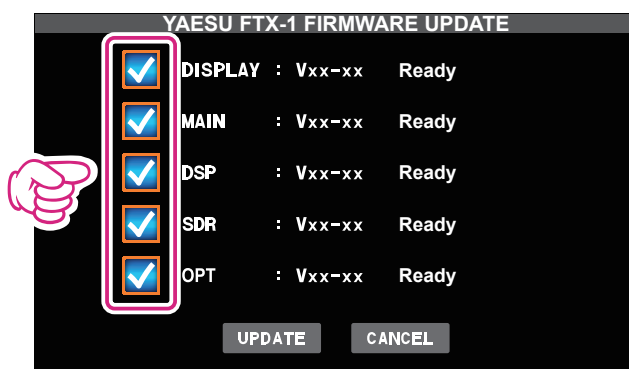 YAESU FTX-1 FIRMWARE UPDATE
DISPLAY : Vxx-xx Ready
MAIN : Vxx-xx Ready
DSP : Vxx-xx Ready
SDR : Vxx-xx Ready
OPT : Vxx-xx Ready
UPDATE CANCEL